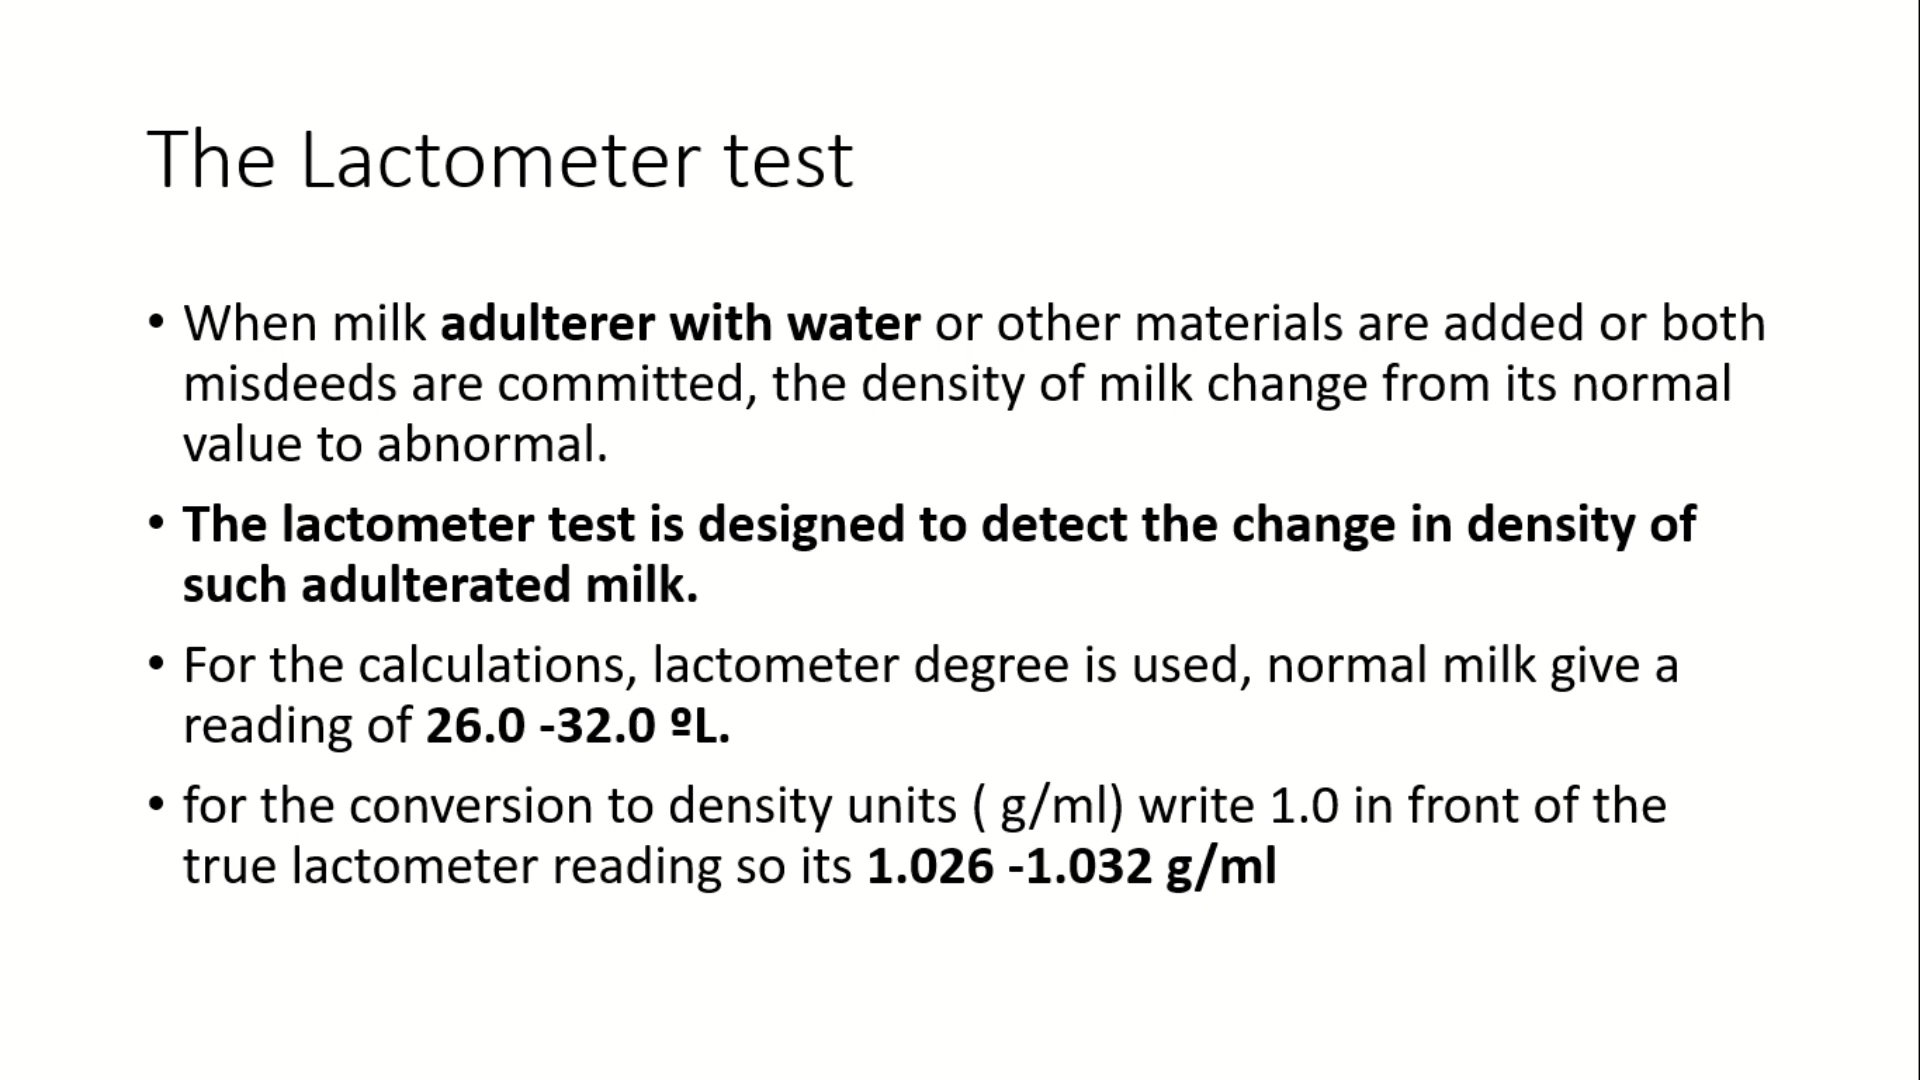 The Lactometer test
• When milk adulterer with water or other materials are added or both
misdeeds are committed, the density of milk change from its normal
value to abnormal.
• The lactometer test is designed to detect the change in density of
such adulterated milk.
• For the calculations, lactometer degree is used, normal milk give a
reading of 26.0 -32.0 ºL.
• for the conversion to density units ( g/ml) write 1.0 in front of the
true lactometer reading so its 1.026 -1.032 g/ml